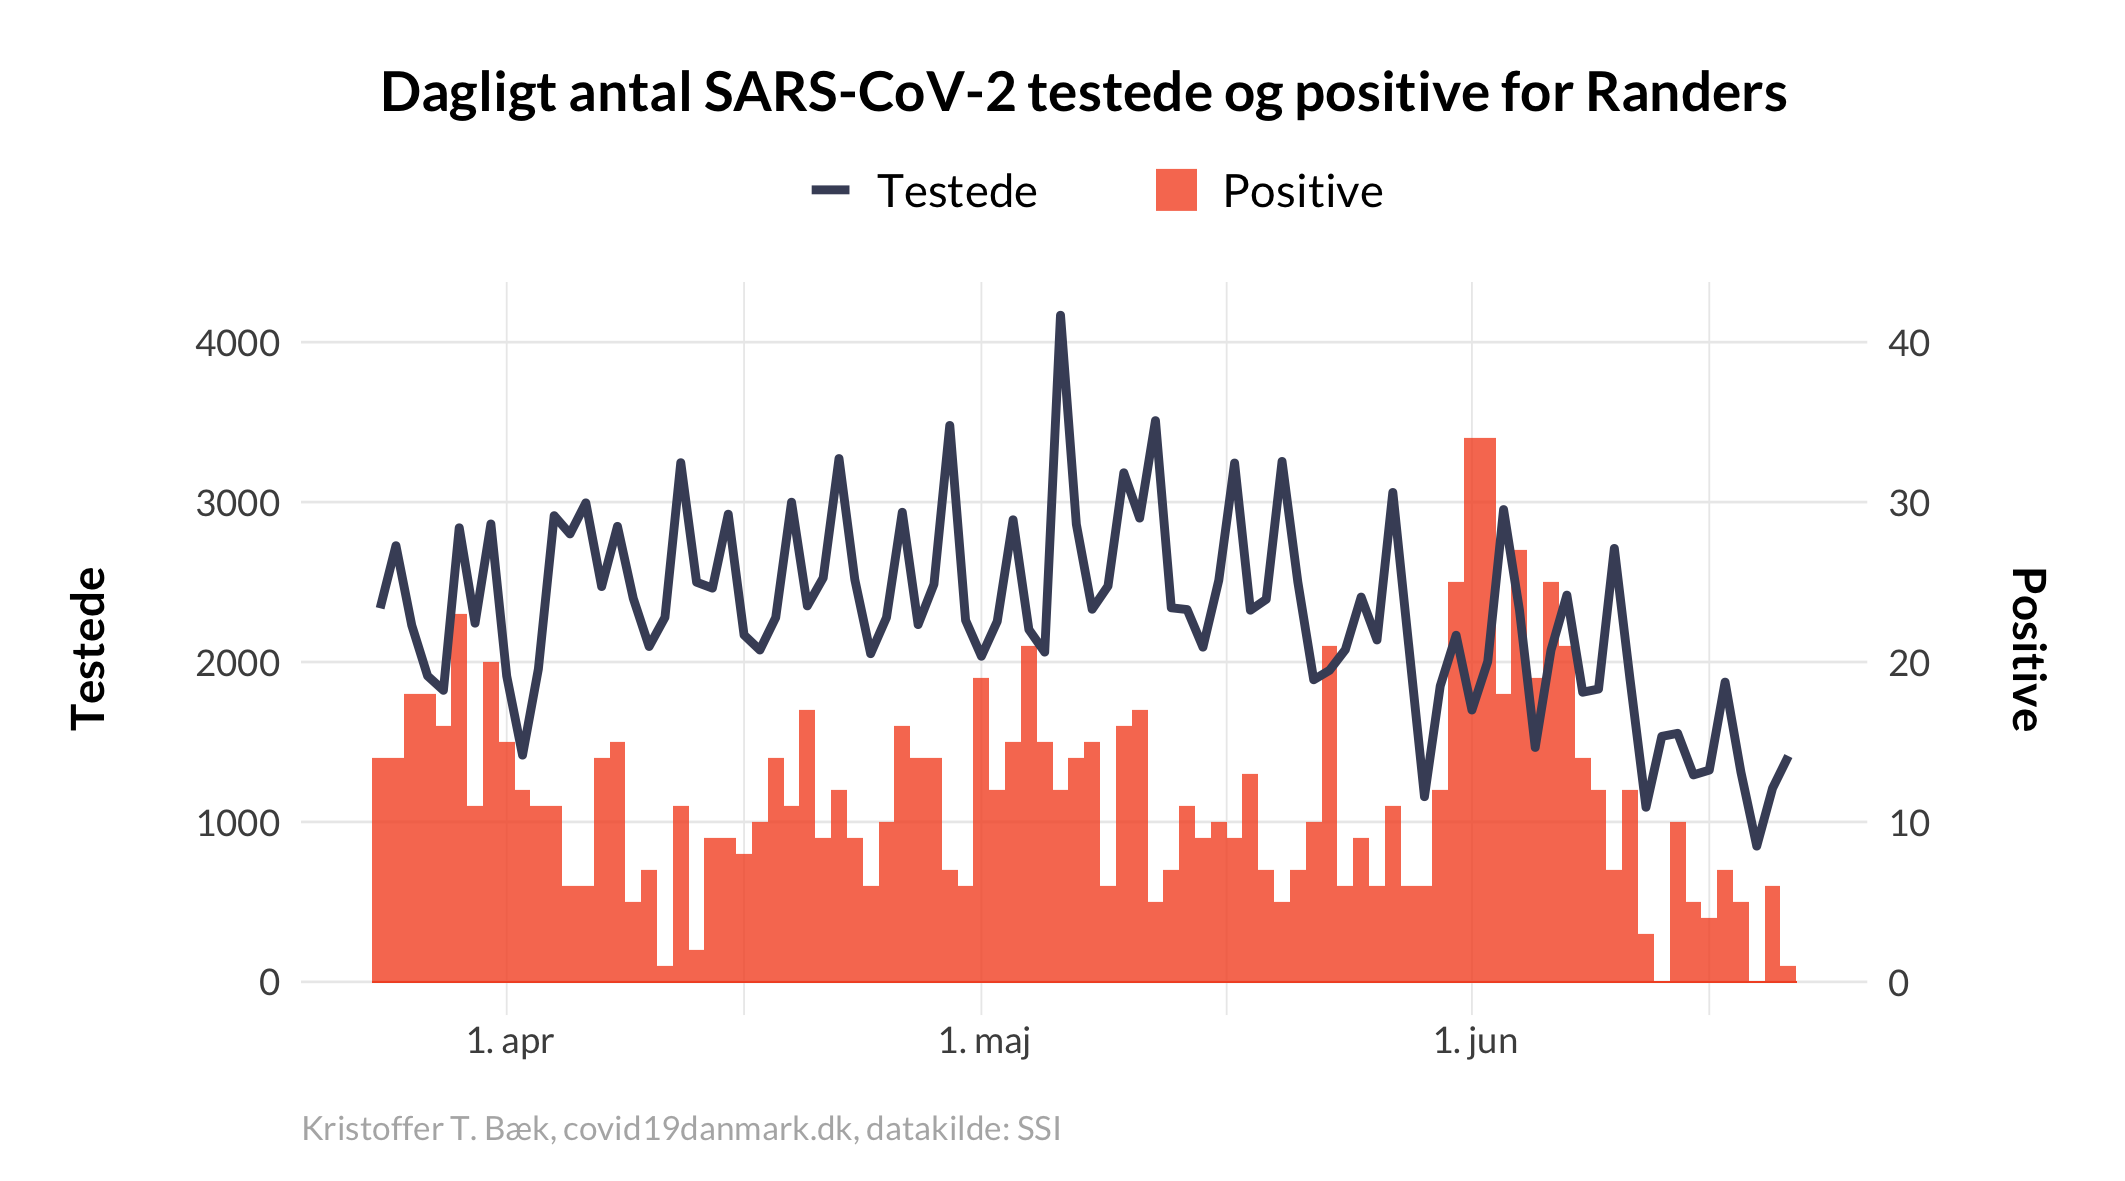 Dagligt antal SARS-CoV-2 testede og positive for Randers
Testede
Positive
4000
3000
2000
1000
0
40
30
20
10
0
Testede
Positive
1. apr
1. maj
1. jun
Kristoffer T. Bæk, covid19danmark.dk, datakilde: SSI